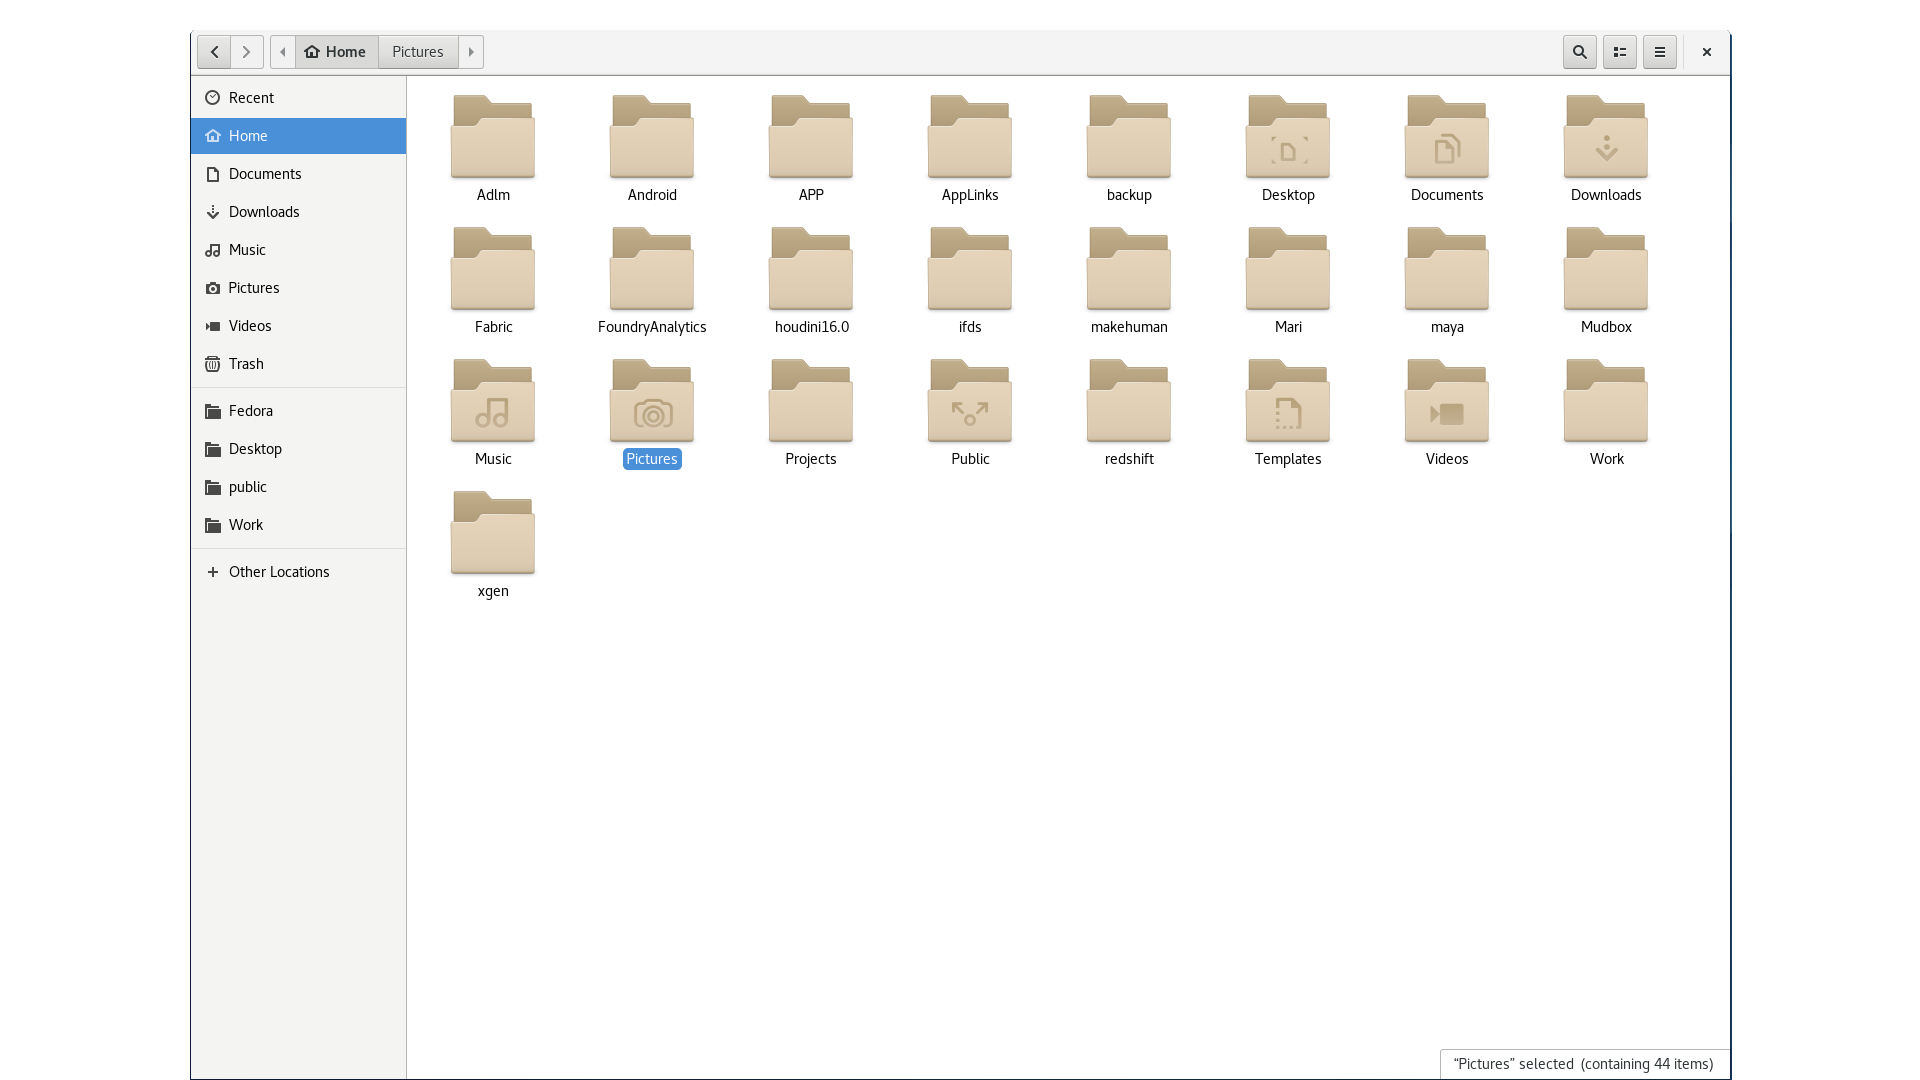 Home Pictures
Recent
Home
Documents
Downloads
Music
Pictures
Videos
Trash
Fedora
Desktop
public
Work
Other Locations
Adlm Android APP AppLinks backup Desktop Documents Downloads
Fabric FoundryAnalytics houdini16.0 ifds makehuman Mari maya Mudbox
Music Pictures Projects Public redshift Templates Videos Work
xgen
“Pictures” selected (containing 44 items)